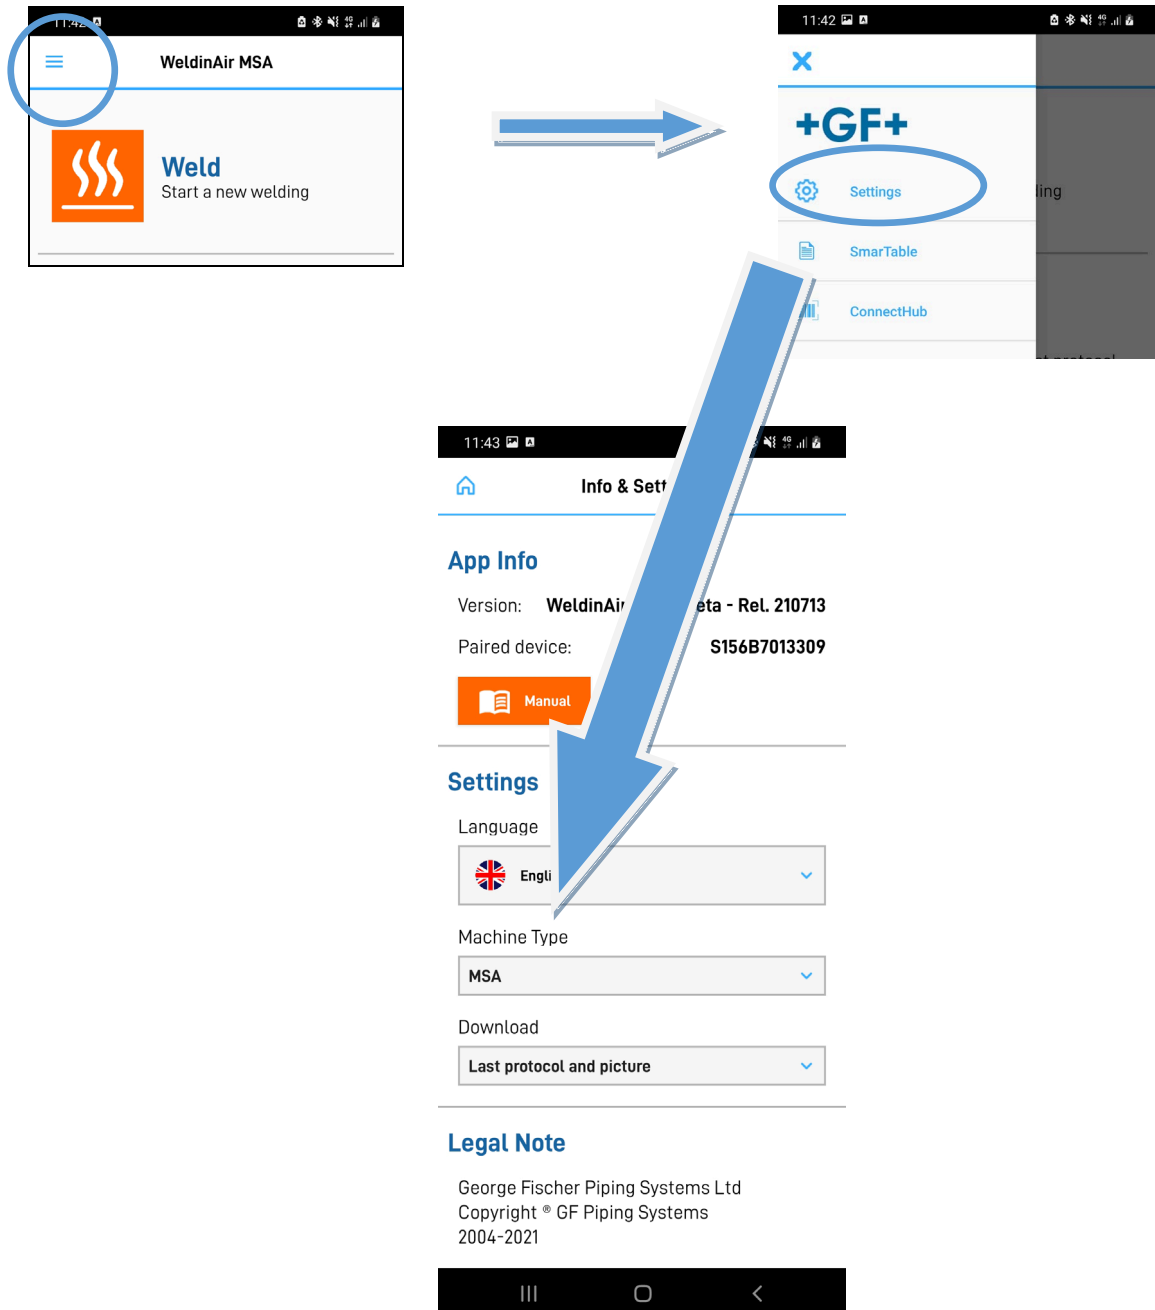 11:42
WeldinAir MSA
Weld
Start a new welding
11:42
+GF+
Settings
ling
SmarTable
ConnectHub
11:43
Info & Sett
App Info
Version: WeldinAir eta - Rel. 210713
Paired device: S156B7013309
Manual
Settings
Language
Engli
Machine Type
MSA
Download
Last protocol and picture
Legal Note
George Fischer Piping Systems Ltd
Copyright ® GF Piping Systems
2004-2021